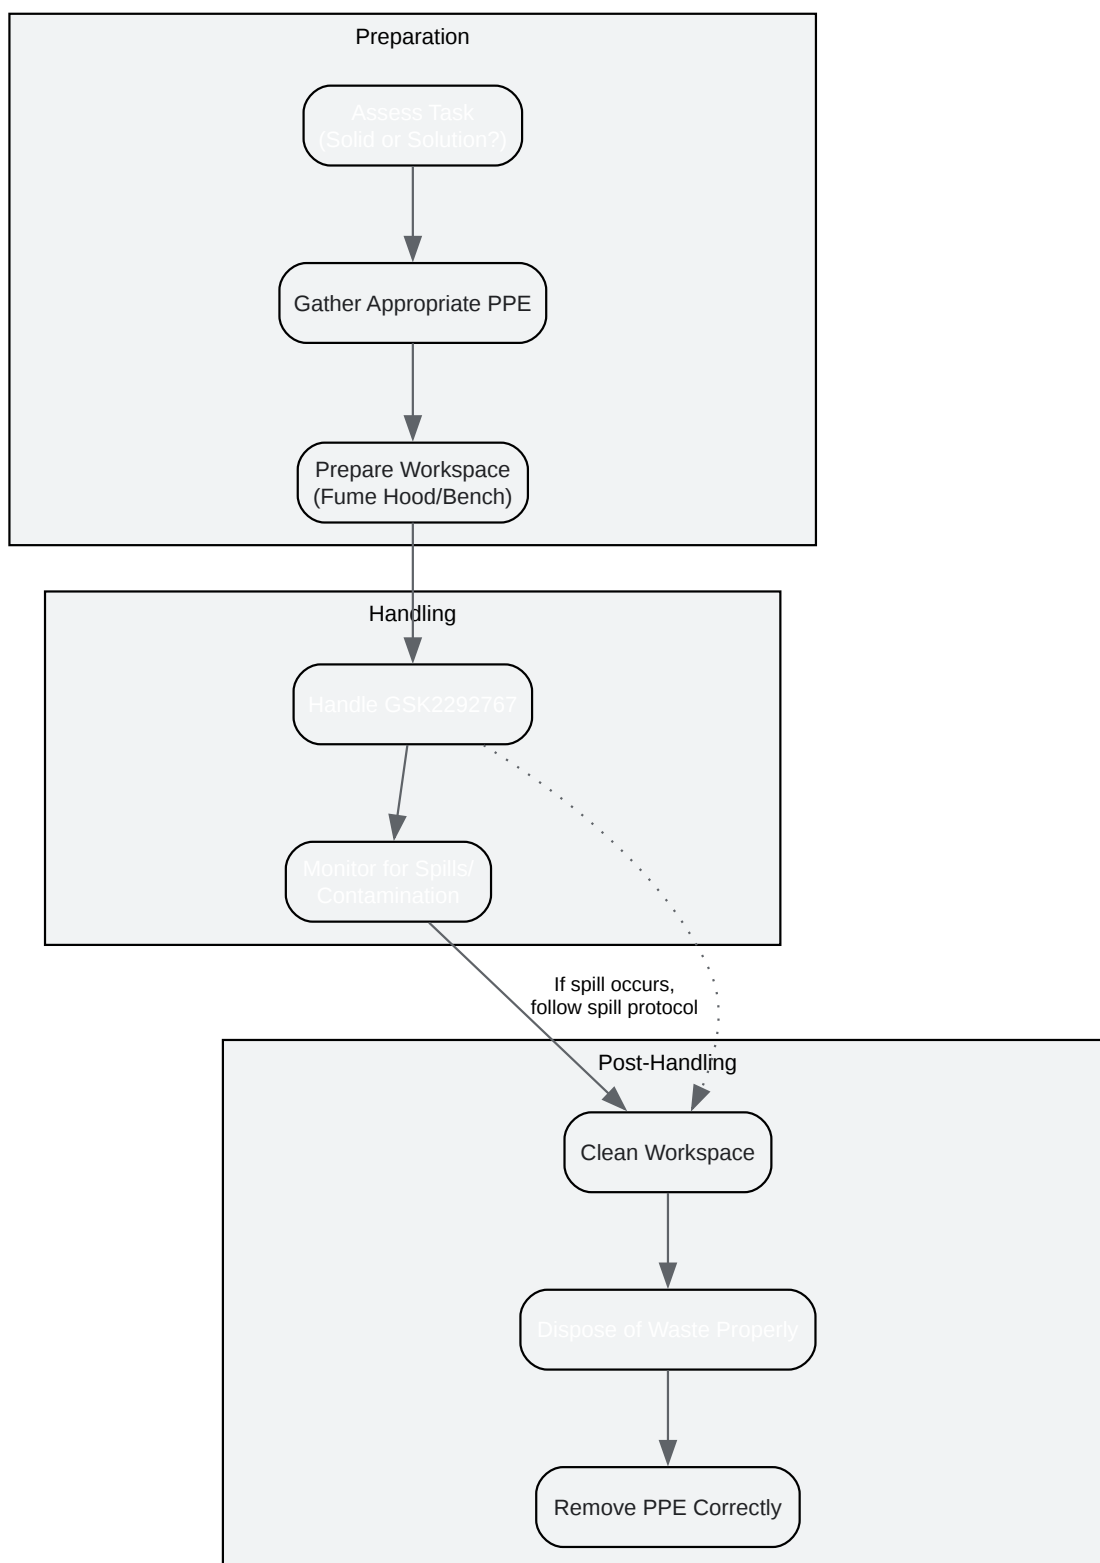 Preparation
Assess Task
(Solid or Solution?)
Gather Appropriate PPE
Prepare Workspace
(Fume Hood/Bench)
Handling
Handle GSK2292767
Monitor for Spills/
Contamination
If spill occurs,
follow spill protocol
Post-Handling
Clean Workspace
Dispose of Waste Properly
Remove PPE Correctly